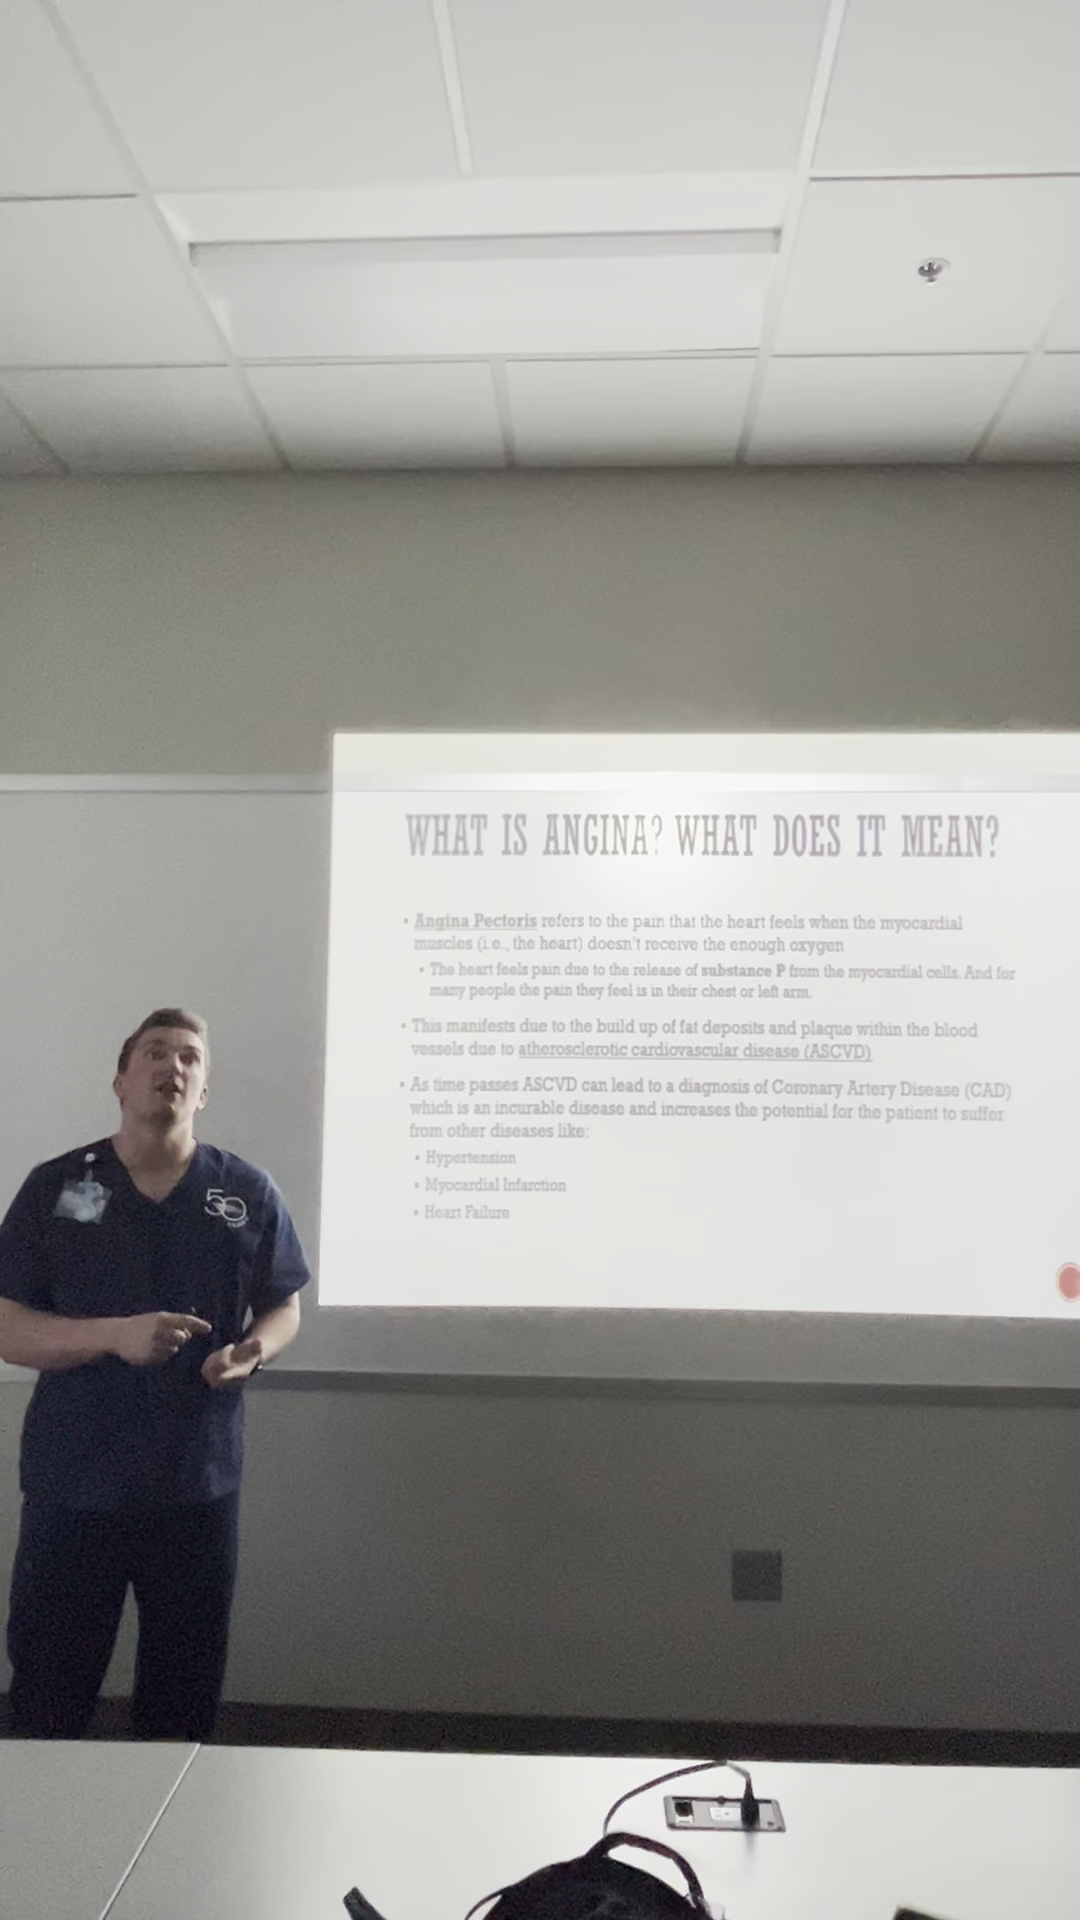 WHAT IS ANGINA? WHAT DOES IT MEAN?
• Angina Pectoris refers to the pain that the heart feels when the myocardial
muscles (i.e., the heart) doesn't receive the enough oxygen
• The heart feels pain due to the release of substance P from the myocardial cells. And for
many people the pain they feel is in their chest or left arm.
• This manifests due to the build up of fat deposits and plaque within the blood
vessels due to atherosclerotic cardiovascular disease (ASCVD)
• As time passes ASCVD can lead to a diagnosis of Coronary Artery Disease (CAD)
which is an incurable disease and increases the potential for the patient to suffer
from other diseases like:
• Hypertension
• Myocardial Infarction
• Heart Failure
50